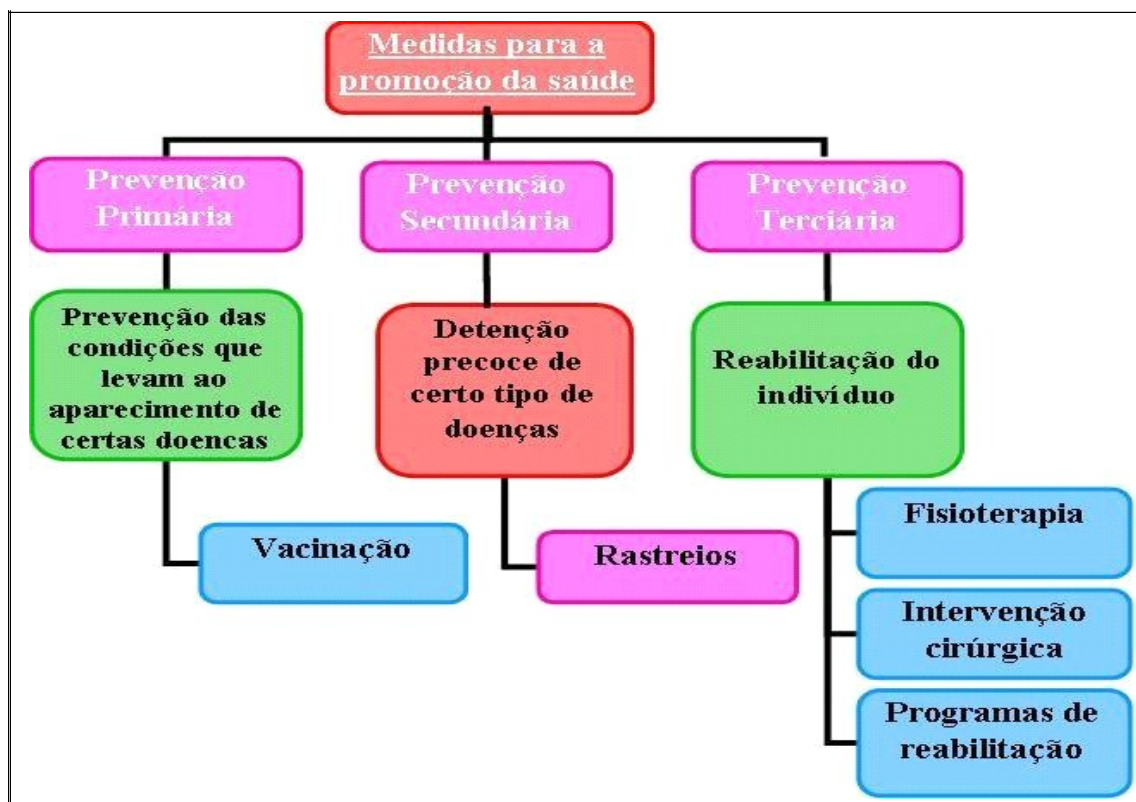 Medidas para a
promoção da saúde
Prevenção
Primária
Prevenção
Secundária
Prevenção
Terciária
Prevenção das
condições que
levam ao
aparecimento de
certas doencas
Detenção
precoce de
certo tipo de
doenças
Reabilitação do
indivíduo
Vacinação
Rastreios
Fisioterapia
Intervenção
cirúrgica
Programas de
reabilitação